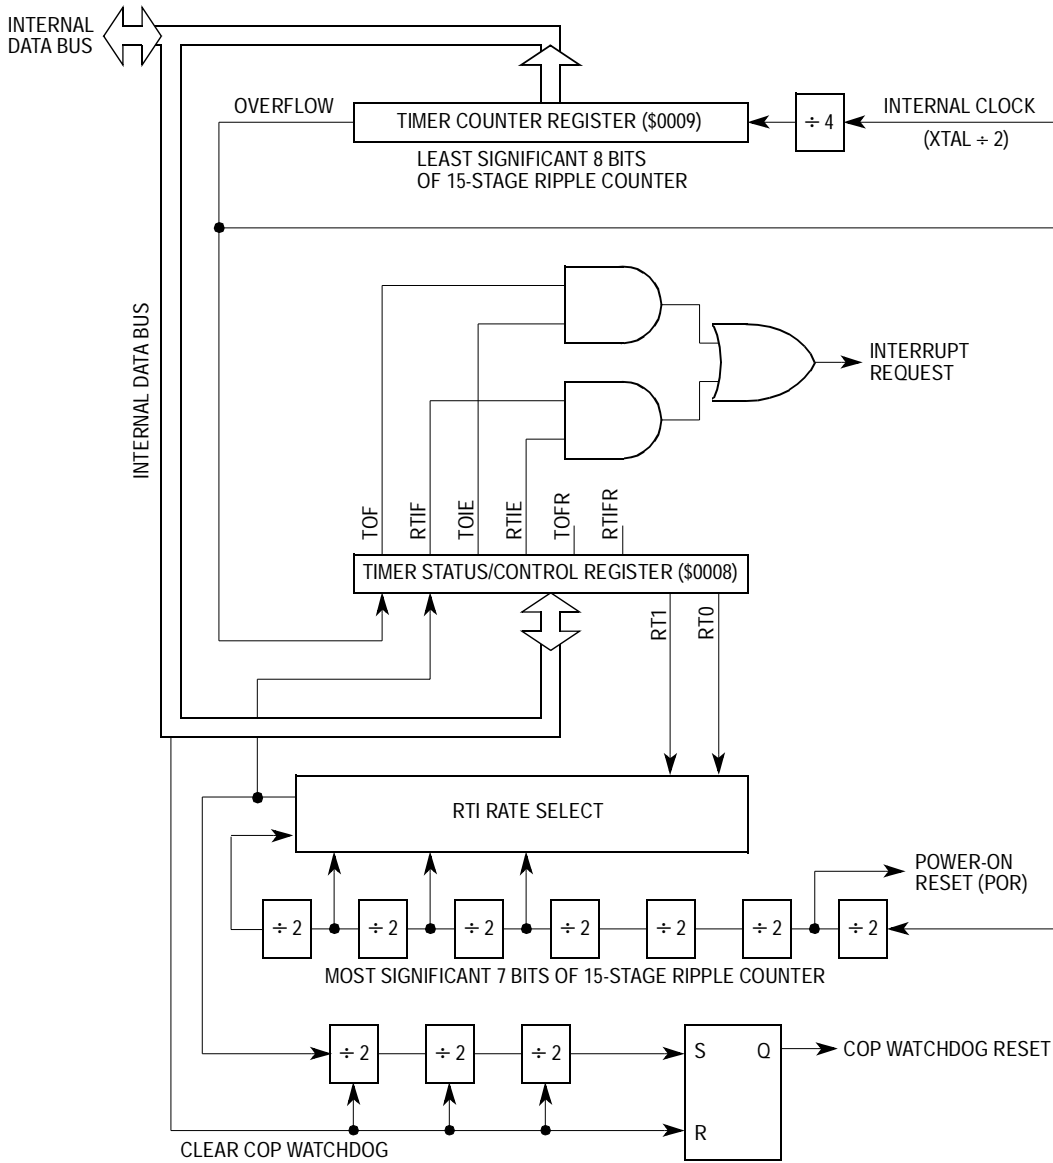 INTERNAL
DATA BUS
OVERFLOW
TIMER COUNTER REGISTER ($0009)
÷ 4
INTERNAL CLOCK
(XTAL ÷ 2)
LEAST SIGNIFICANT 8 BITS
OF 15-STAGE RIPPLE COUNTER
INTERNAL DATA BUS
INTERRUPT
REQUEST
TOF
RTIF
TOIE
RTIE
TOFR
RTIFR
TIMER STATUS/CONTROL REGISTER ($0008)
RT1
RT0
RTI RATE SELECT
POWER-ON
RESET (POR)
÷ 2
÷ 2
÷ 2
÷ 2
÷ 2
÷ 2
÷ 2
MOST SIGNIFICANT 7 BITS OF 15-STAGE RIPPLE COUNTER
÷ 2
÷ 2
÷ 2
S
Q
COP WATCHDOG RESET
R
CLEAR COP WATCHDOG